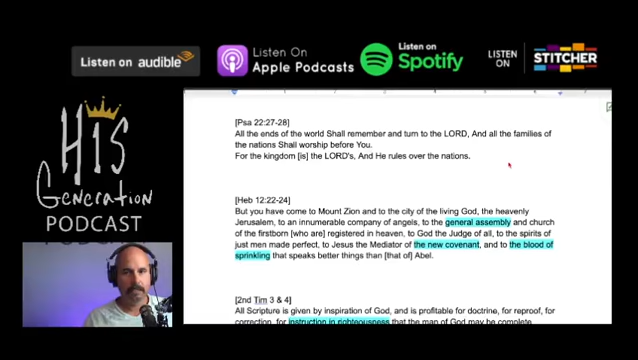 Listen on audible
Listen On
Apple Podcasts
Listen on
Spotify
LISTEN
ON
STITCHER
HIS
Generation
PODCAST
[Psa 22:27-28]
All the ends of the world Shall remember and turn to the LORD, And all the families of
the nations Shall worship before You.
For the kingdom [is] the LORD's, And He rules over the nations.
[Heb 12:22-24]
But you have come to Mount Zion and to the city of the living God, the heavenly
Jerusalem, to an innumerable company of angels, to the general assembly and church
of the firstborn [who are] registered in heaven, to God the Judge of all, to the spirits of
just men made perfect, to Jesus the Mediator of the new covenant, and to the blood of
sprinkling that speaks better things than [that of] Abel.
[2nd Tim 3 & 4]
All Scripture is given by inspiration of God, and is profitable for doctrine, for reproof, for
correction, for instruction in righteousness that the man of God may be complete